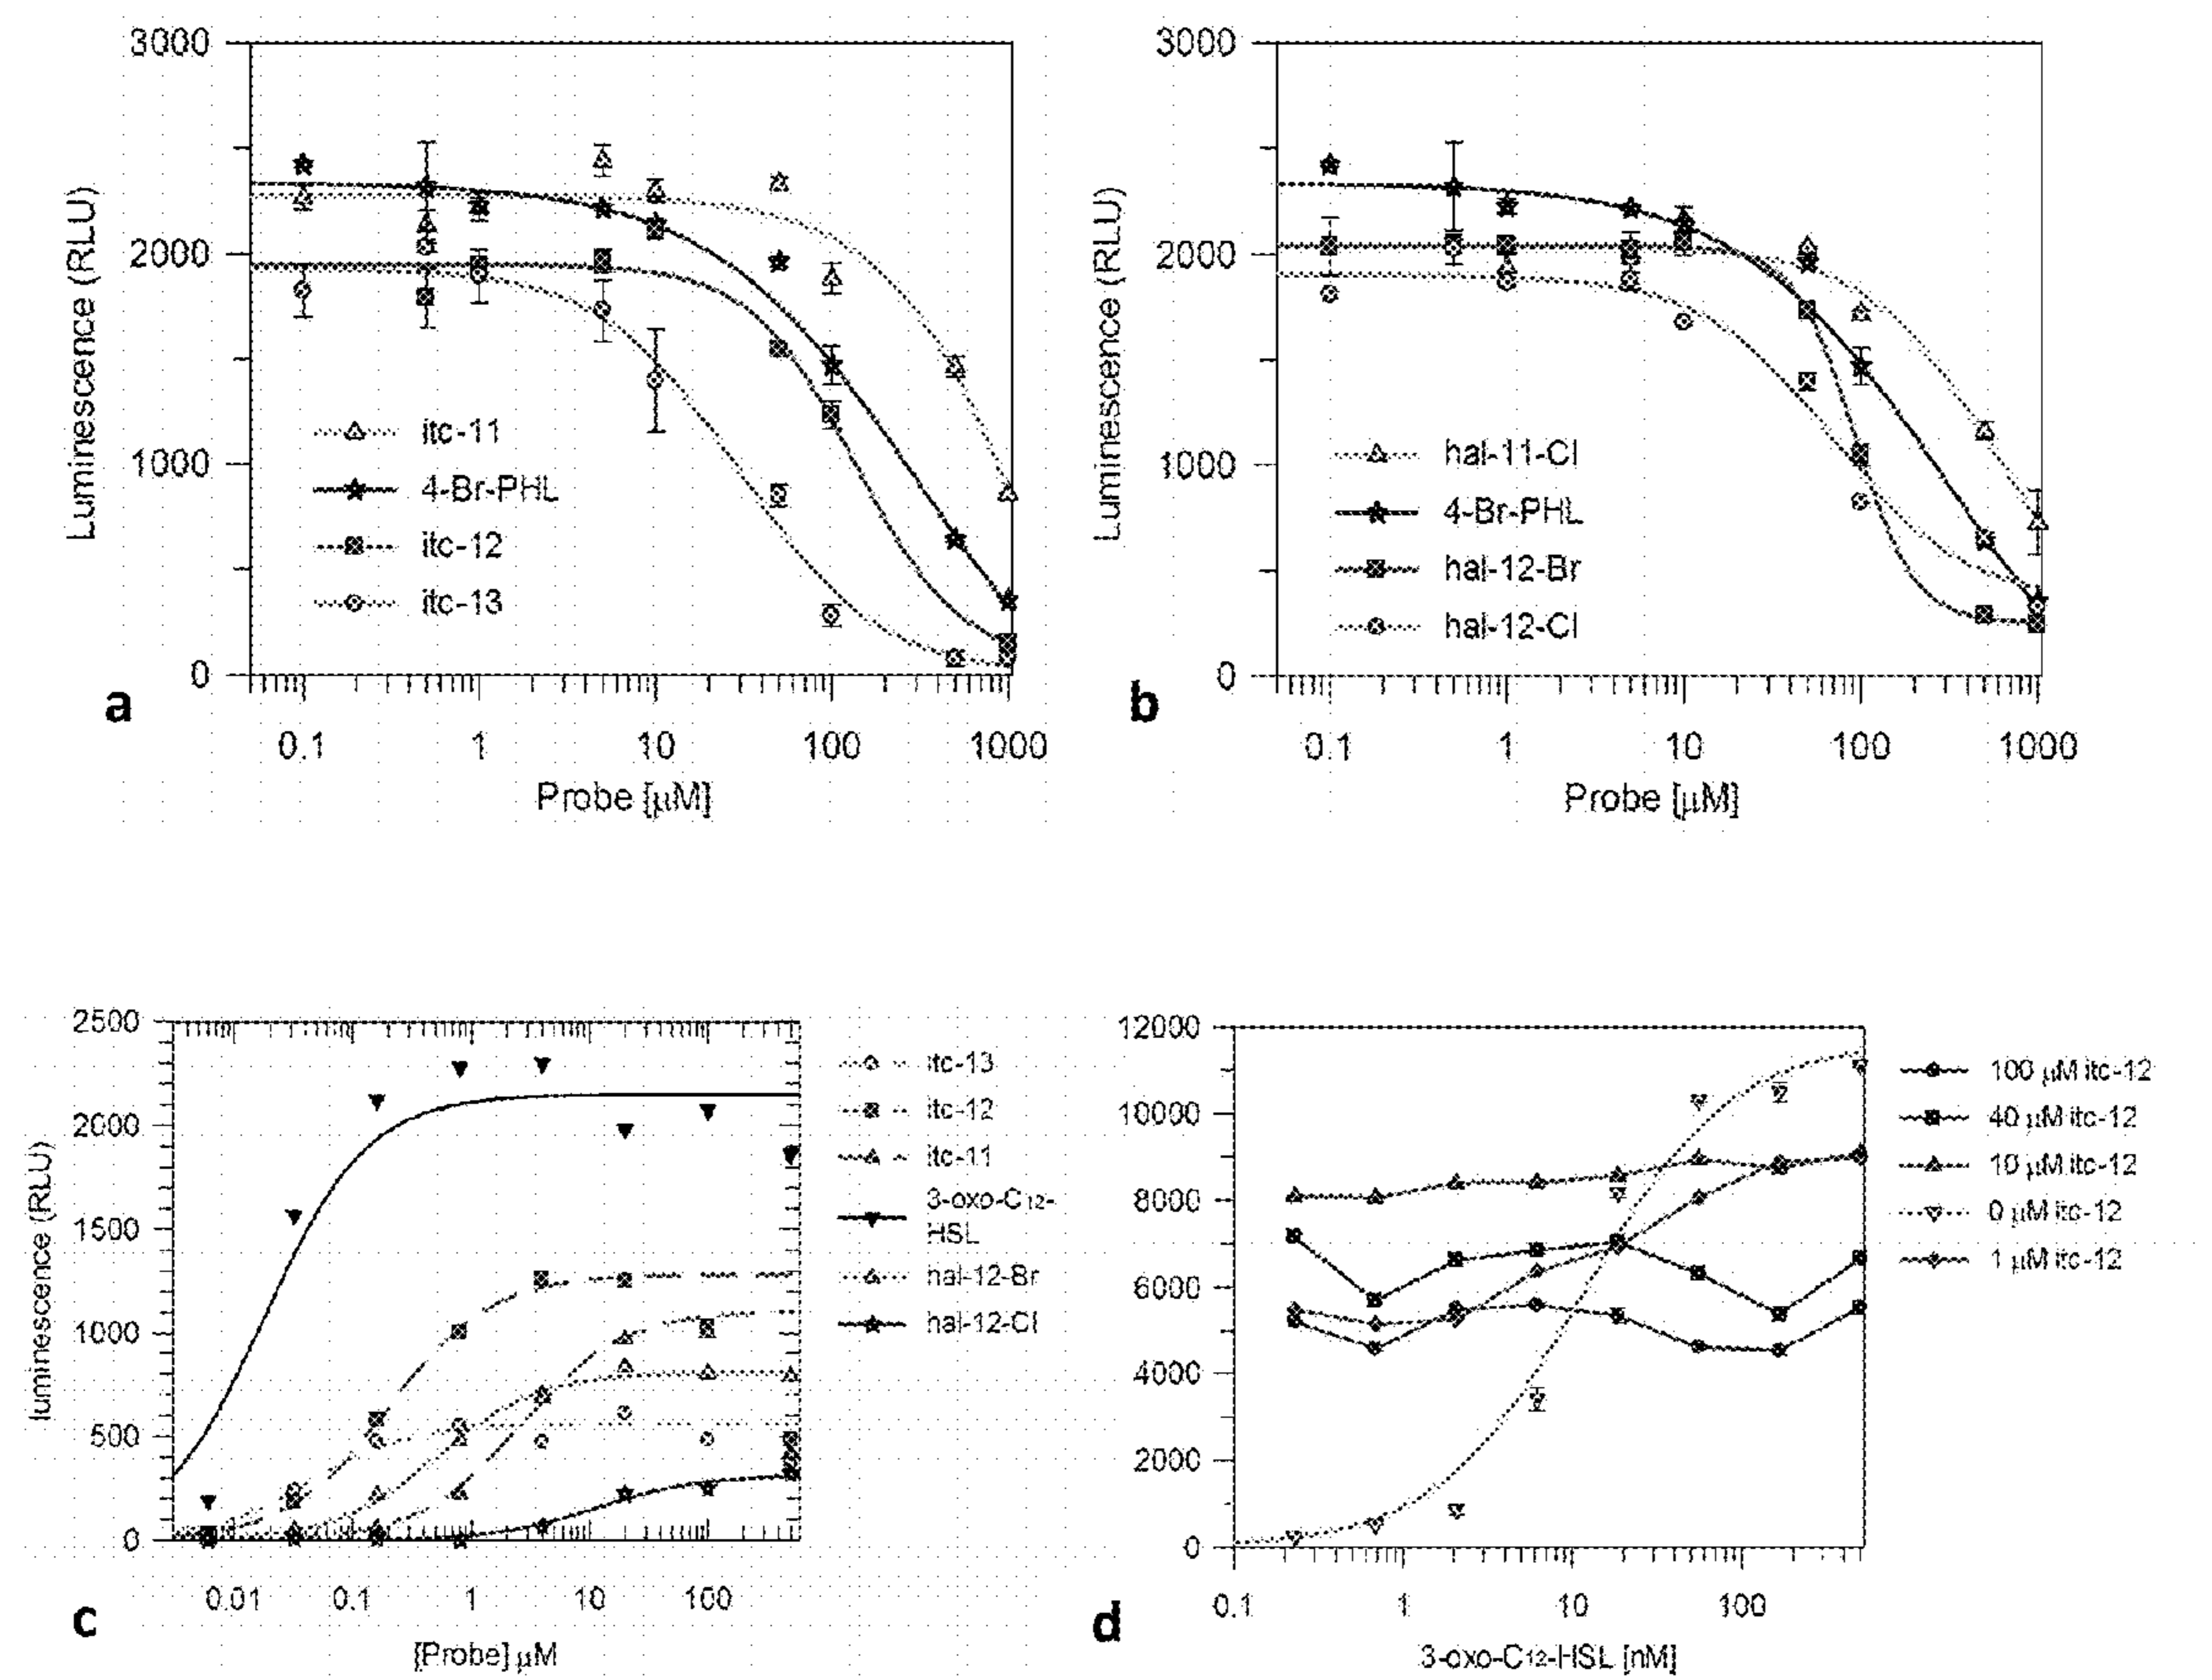 3000
2000
1000
0
Luminescence (RLU)
itc-11
4-Br-PHL
itc-12
itc-13
a
0.1 1 10 100 1000
Probe [μM]
3000
2000
1000
0
Luminescence (RLU)
hal-11-Cl
4-Br-PHL
hal-12-Br
hal-12-Cl
b
0.1 1 10 100 1000
Probe [μM]
2500
2000
1500
1000
500
0
luminescence (RLU)
itc-13
itc-12
itc-11
3-oxo-C12-
HSL
hal-12-Br
hal-12-Cl
0.01 0.1 1 10 100
c
[Probe] μM
12000
10000
8000
6000
4000
2000
0
100 μM itc-12
40 μM itc-12
10 μM itc-12
0 μM itc-12
1 μM itc-12
0.1 1 10 100
d
3-oxo-C12-HSL [nM]